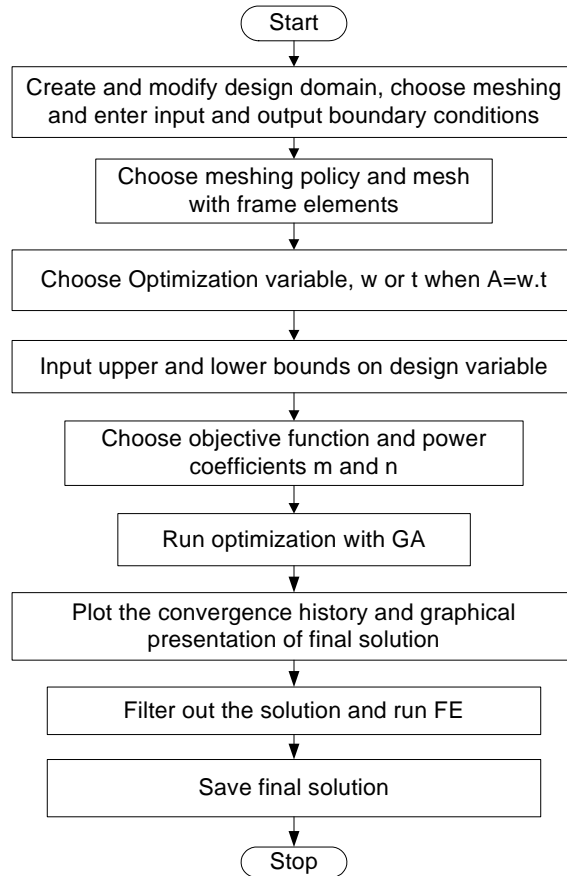 Start
Create and modify design domain, choose meshing
and enter input and output boundary conditions
Choose meshing policy and mesh
with frame elements
Choose Optimization variable, w or t when A=w.t
Input upper and lower bounds on design variable
Choose objective function and power
coefficients m and n
Run optimization with GA
Plot the convergence history and graphical
presentation of final solution
Filter out the solution and run FE
Save final solution
Stop